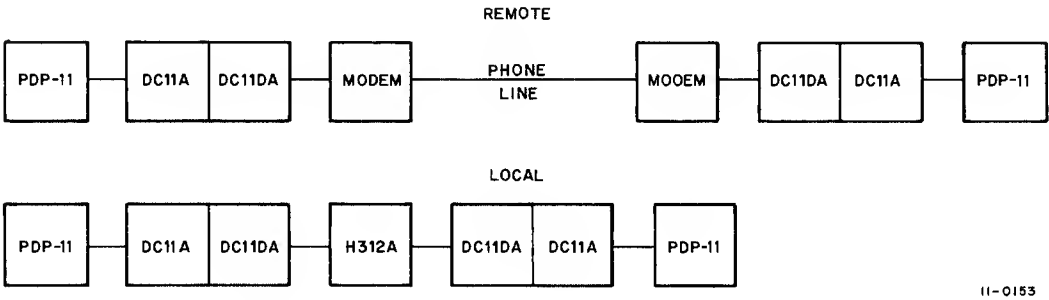 REMOTE
PDP-11 DC11A DC11DA MODEM PHONE LINE MOOEM DC11DA DC11A PDP-11
LOCAL
PDP-11 DC11A DC11DA H312A DC11DA DC11A PDP-11
11-0153